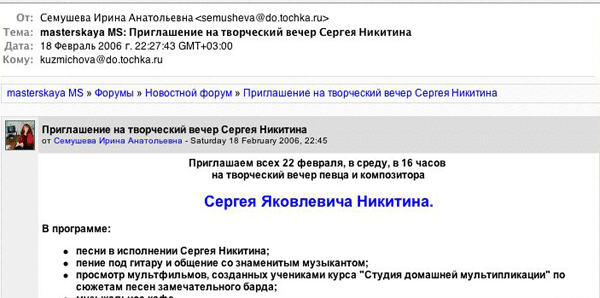 От: Семушева Ирина Анатольевна <semusheva@do.tochka.ru>
Тема: masterskaya MS: Приглашение на творческий вечер Сергея Никитина
Дата: 18 Февраль 2006 г. 22:27:43 GMT+03:00
Кому: kuzmichova@do.tochka.ru
masterskaya MS » Форумы » Новостной форум » Приглашение на творческий вечер Сергея Никитина
Приглашение на творческий вечер Сергея Никитина
от Семушева Ирина Анатольевна - Saturday 18 February 2006, 22:45
Приглашаем всех 22 февраля, в среду, в 16 часов
на творческий вечер певца и композитора
Сергея Яковлевича Никитина.
В программе:
• песни в исполнении Сергея Никитина;
• пение под гитару и общение со знаменитым музыкантом;
• просмотр мультфильмов, созданных учениками курса "Студия домашней мультипликации" по
сюжетам песен замечательного барда;